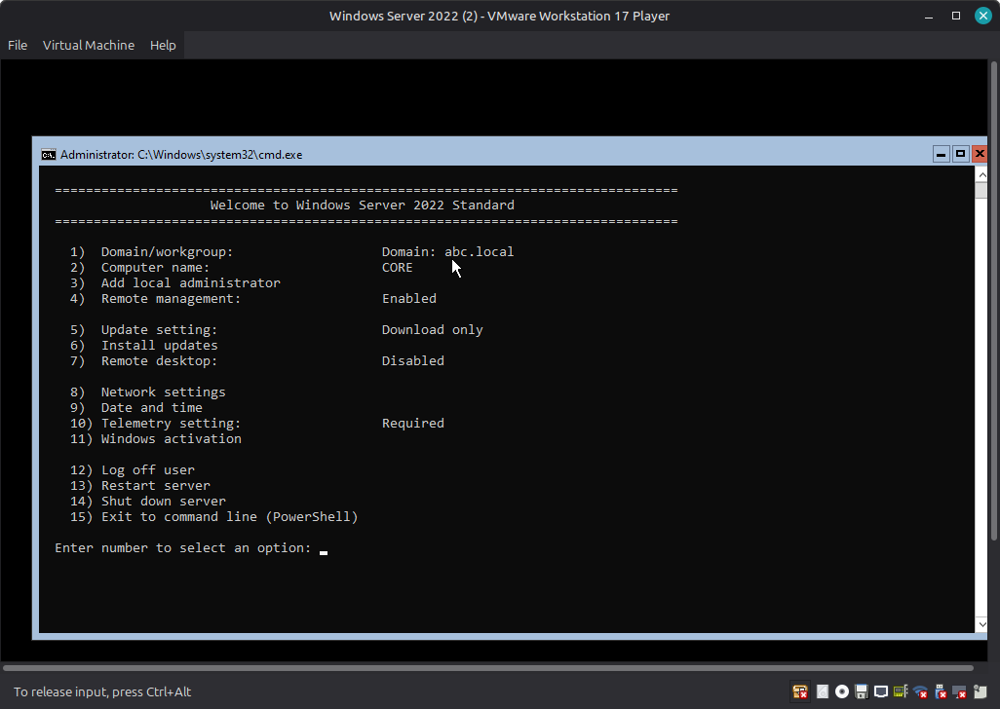 Windows Server 2022 (2) - VMware Workstation 17 Player
File Virtual Machine Help
Administrator: C:\Windows\system32\cmd.exe
================================================================================
Welcome to Windows Server 2022 Standard
================================================================================
1) Domain/workgroup: Domain: abc.local
2) Computer name: CORE
3) Add local administrator
4) Remote management: Enabled
5) Update setting: Download only
6) Install updates
7) Remote desktop: Disabled
8) Network settings
9) Date and time
10) Telemetry setting: Required
11) Windows activation
12) Log off user
13) Restart server
14) Shut down server
15) Exit to command line (PowerShell)
Enter number to select an option:
To release input, press Ctrl+Alt